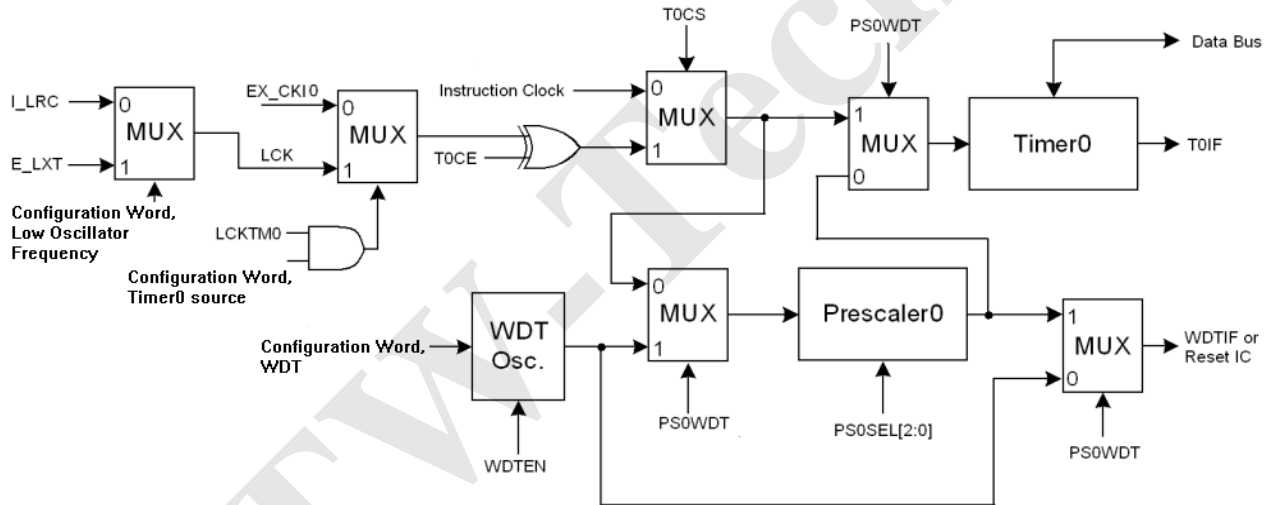 T0CS
PS0WDT
Data Bus
I_LRC
0
MUX
E_LXT
1
Configuration Word,
Low Oscillator
Frequency
LCK
EX_CKI0
0
MUX
1
LCKTM0
Configuration Word,
Timer0 source
T0CE
Instruction Clock
0
MUX
1
1
MUX
0
Timer0
T0IF
Configuration Word,
WDT
WDT
Osc.
WDTEN
0
MUX
1
PS0WDT
Prescaler0
PS0SEL[2:0]
1
MUX
0
PS0WDT
WDTIF or
Reset IC